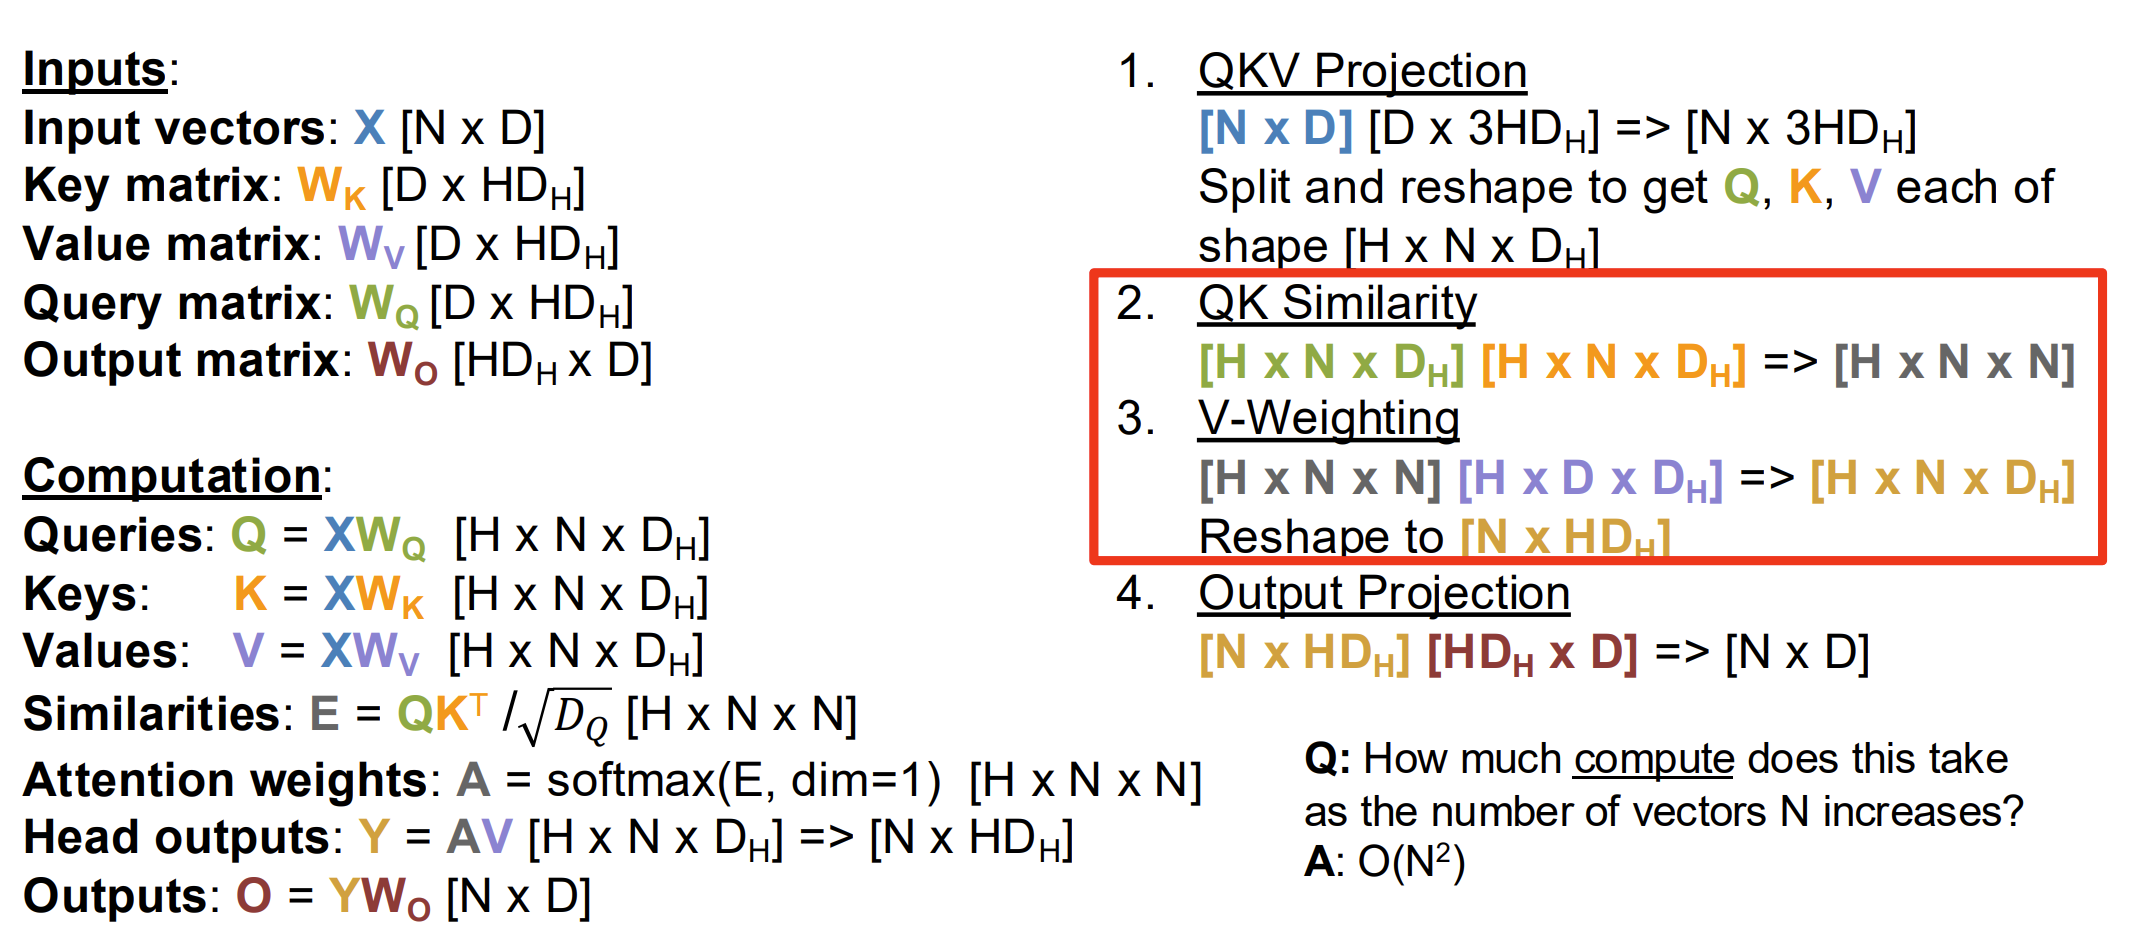 Inputs:
Input vectors: X [N x D]
Key matrix: W_K [D x HD_H]
Value matrix: W_V [D x HD_H]
Query matrix: W_Q [D x HD_H]
Output matrix: W_O [HD_H x D]
Computation:
Queries: Q = XW_Q [H x N x D_H]
Keys: K = XW_K [H x N x D_H]
Values: V = XW_V [H x N x D_H]
Similarities: E = QK^T /√D_Q [H x N x N]
Attention weights: A = softmax(E, dim=1) [H x N x N]
Head outputs: Y = AV [H x N x D_H] => [N x HD_H]
Outputs: O = YW_O [N x D]
1. QKV Projection
[N x D] [D x 3HD_H] => [N x 3HD_H]
Split and reshape to get Q, K, V each of
shape [H x N x D_H]
2. QK Similarity
[H x N x D_H] [H x N x D_H] => [H x N x N]
3. V-Weighting
[H x N x N] [H x D x D_H] => [H x N x D_H]
Reshape to [N x HD_H]
4. Output Projection
[N x HD_H] [HD_H x D] => [N x D]
Q: How much compute does this take
as the number of vectors N increases?
A: O(N²)